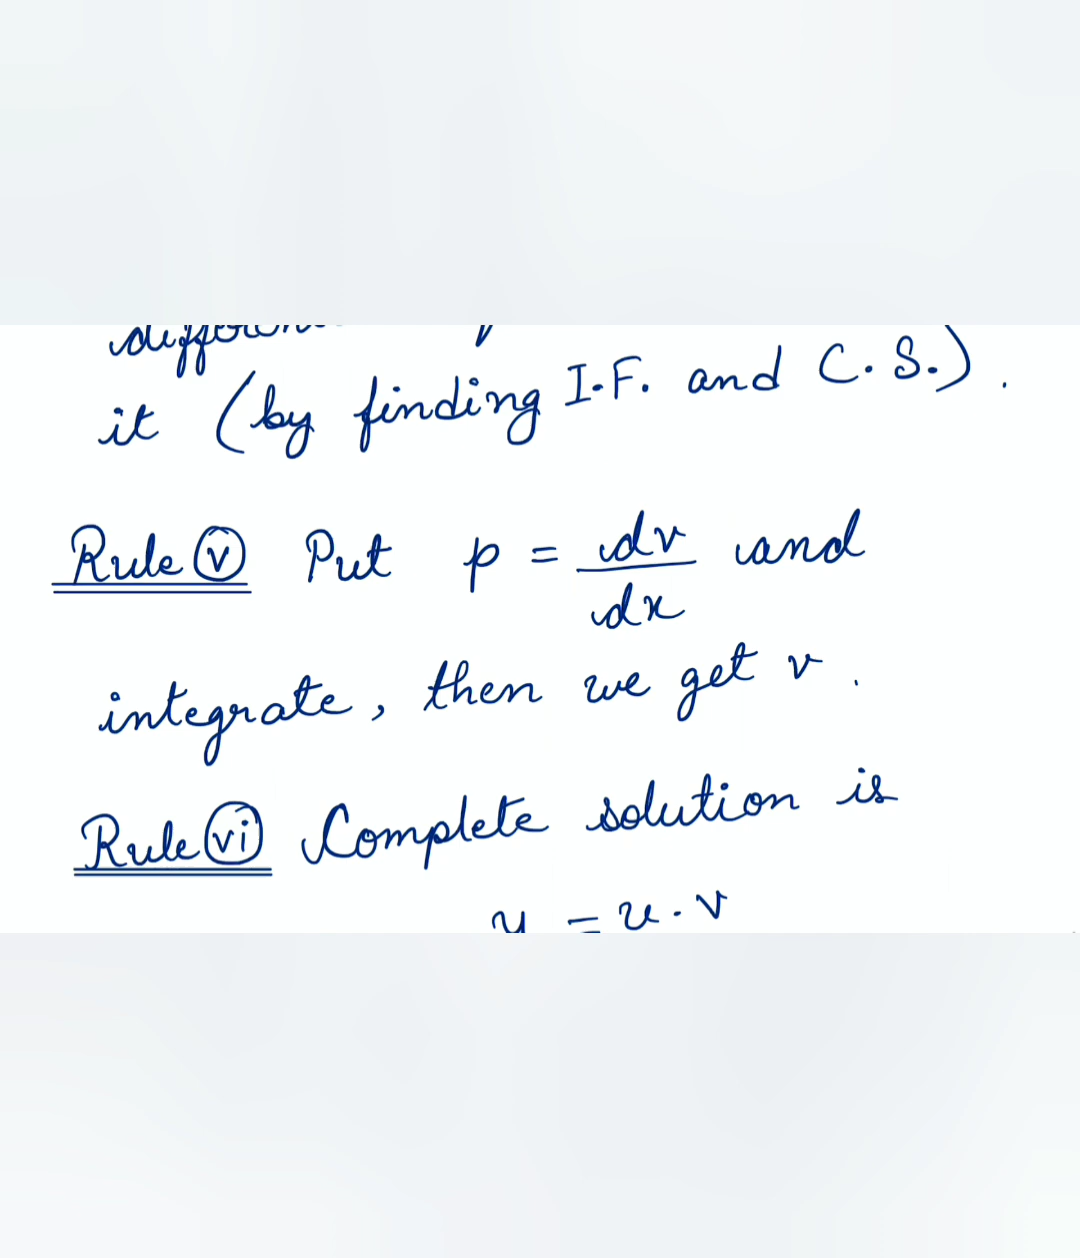 it (by finding I.F. and C.S.).
Rule (v) Put p = dv/dx and
integrate, then we get v.
Rule (vi) Complete solution is
y = u.v